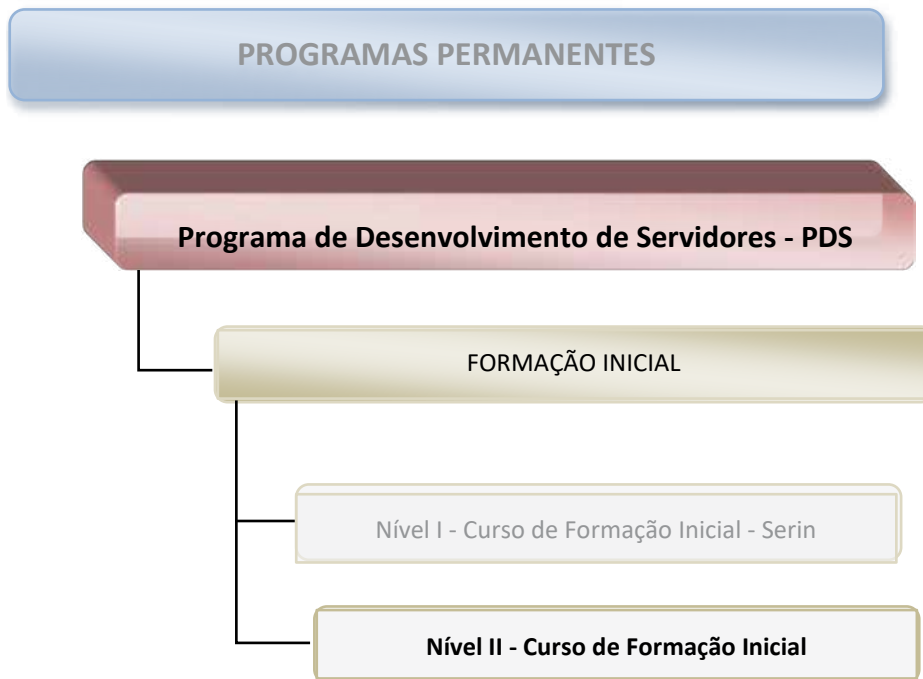 PROGRAMAS PERMANENTES
Programa de Desenvolvimento de Servidores - PDS
FORMAÇÃO INICIAL
Nível I - Curso de Formação Inicial - Serin
Nível II - Curso de Formação Inicial